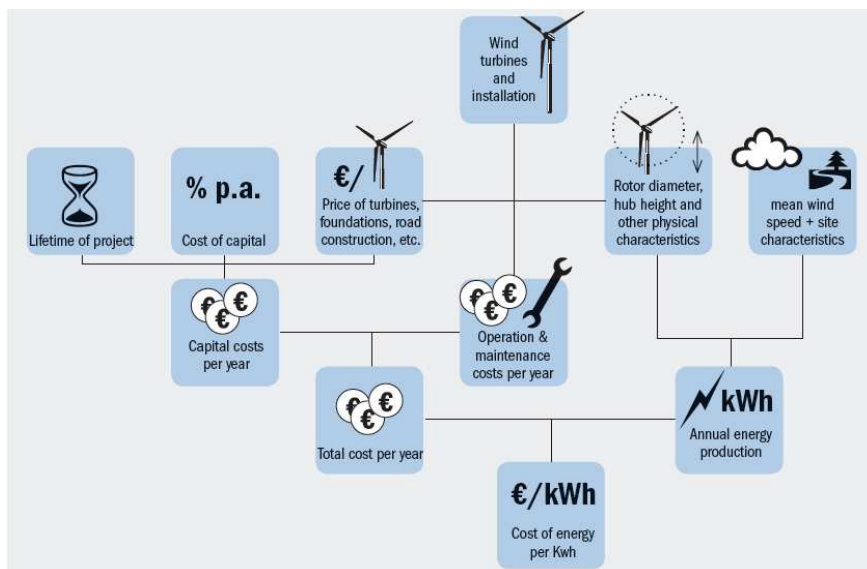 Wind
turbines
and
installation
€/
Price of turbines,
foundations, road
construction, etc.
% p.a.
Cost of capital
Lifetime of project
Rotor diameter,
hub height and
other physical
characteristics
mean wind
speed + site
characteristics
€ € €
Capital costs
per year
€ € €
Operation &
maintenance
costs per year
€ € €
Total cost per year
kWh
Annual energy
production
€/kWh
Cost of energy
per Kwh